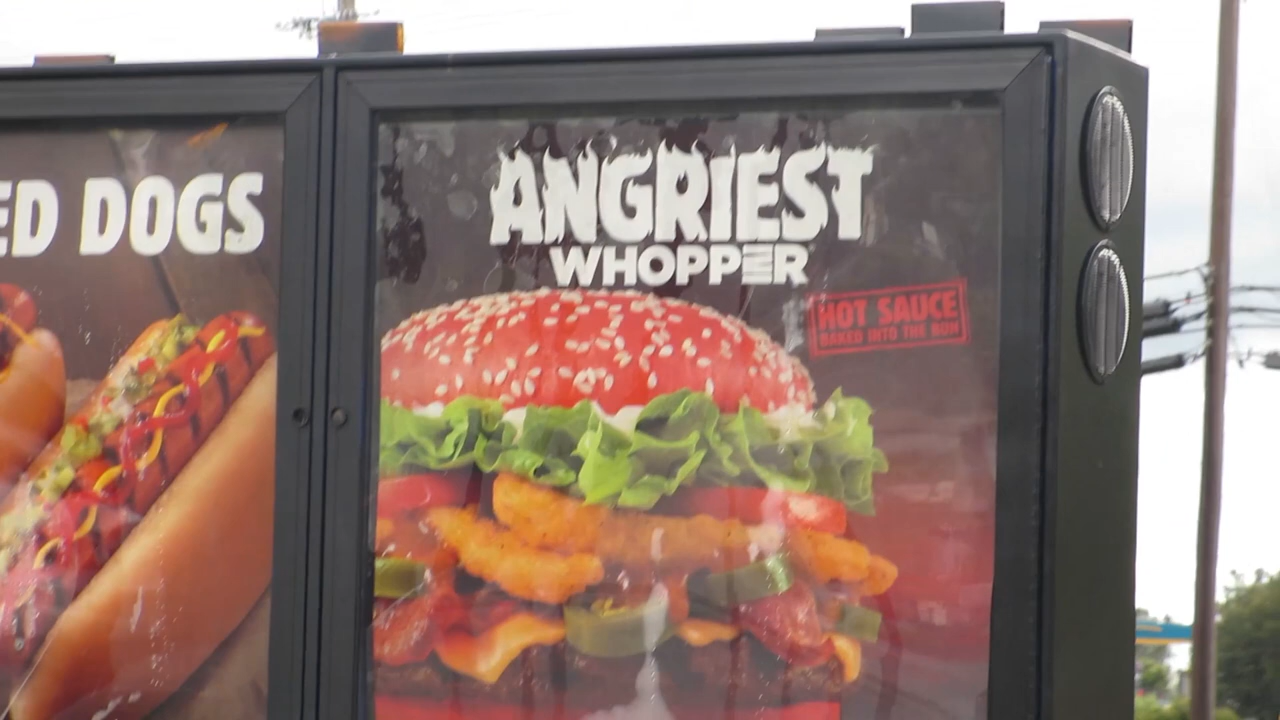 ED DOGS
ANGRIEST
WHOPPER
HOT SAUCE
BAKED INTO THE BUN